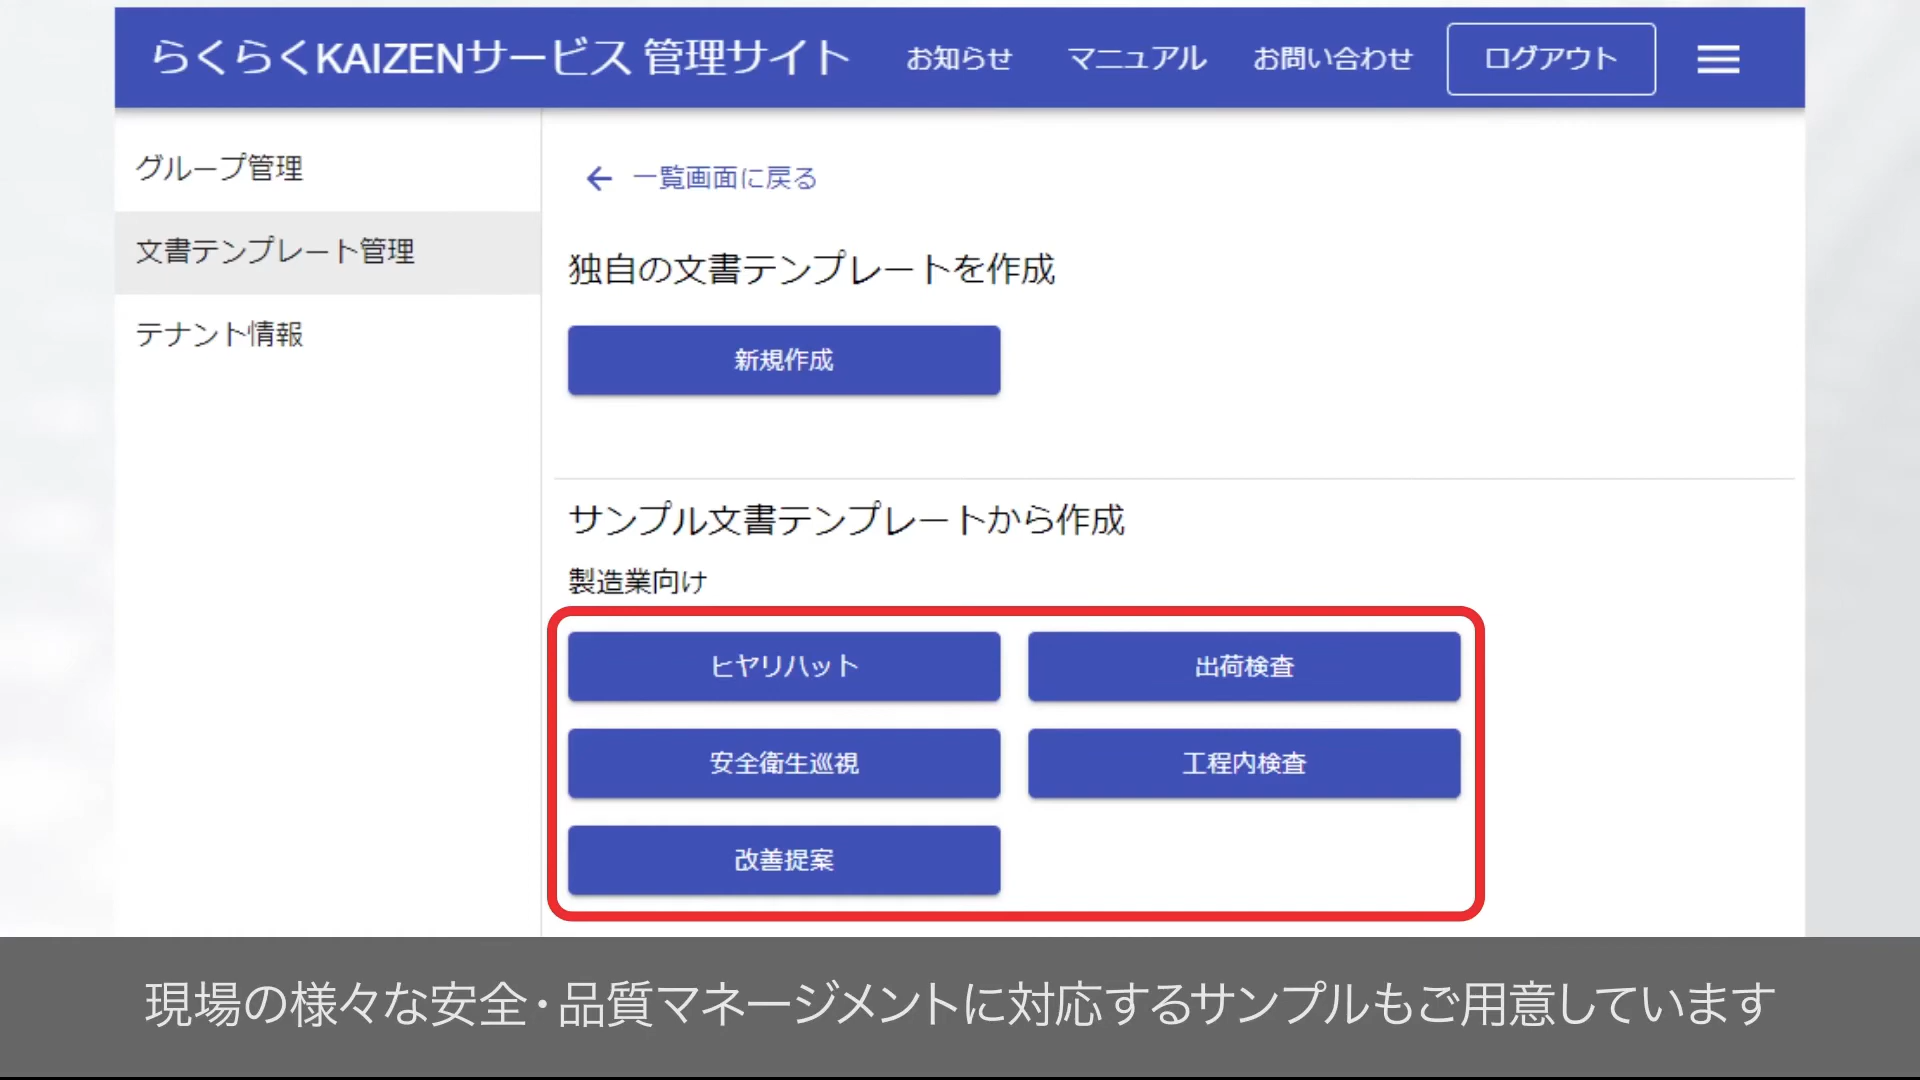 らくらくKAIZENサービス 管理サイト お知らせ マニュアル お問い合わせ ログアウト
グループ管理
文書テンプレート管理
テナント情報
← 一覧画面に戻る
独自の文書テンプレートを作成
新規作成
サンプル文書テンプレートから作成
製造業向け
ヒヤリハット 出荷検査
安全衛生巡視 工程内検査
改善提案
現場の様々な安全・品質マネージメントに対応するサンプルもご用意しています